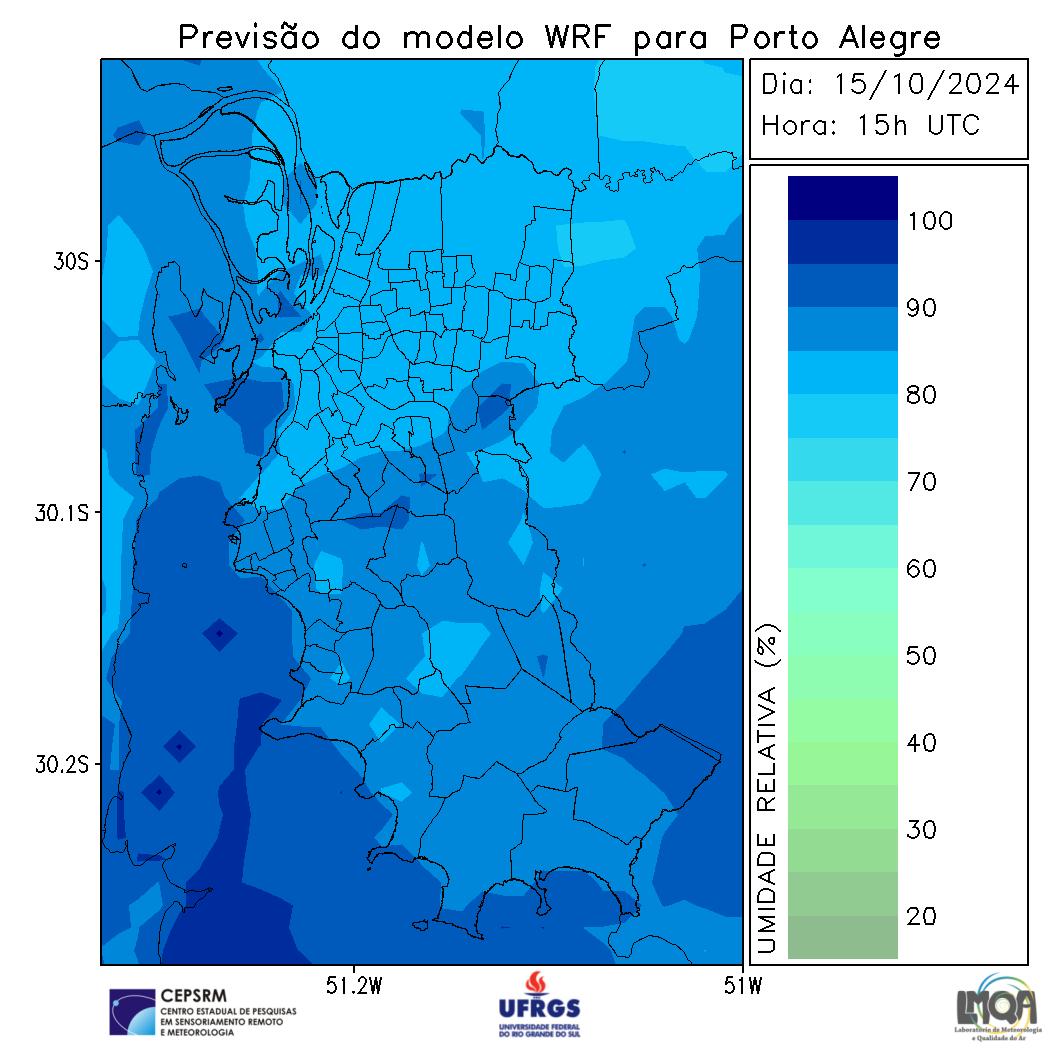 Previsão do modelo WRF para Porto Alegre
Dia: 15/10/2024
Hora: 15h UTC
100
90
80
70
60
50
40
30
20
UMIDADE RELATIVA (%)
30S
30.1S
30.2S
51.2W
51W
CEPSRM
CENTRO ESTADUAL DE PESQUISAS
EM SENSORIAMENTO REMOTO
E METEOROLOGIA
UFRGS
UNIVERSIDADE FEDERAL
DO RIO GRANDE DO SUL
LMQA
Laboratório de Meteorologia
e Qualidade do Ar